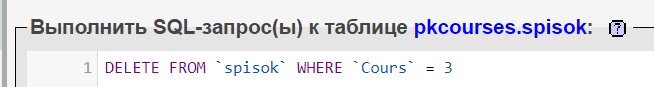 Выполнить SQL-запрос(ы) к таблице pkcourses.spisok: ?
1 DELETE FROM `spisok` WHERE `Cours` = 3